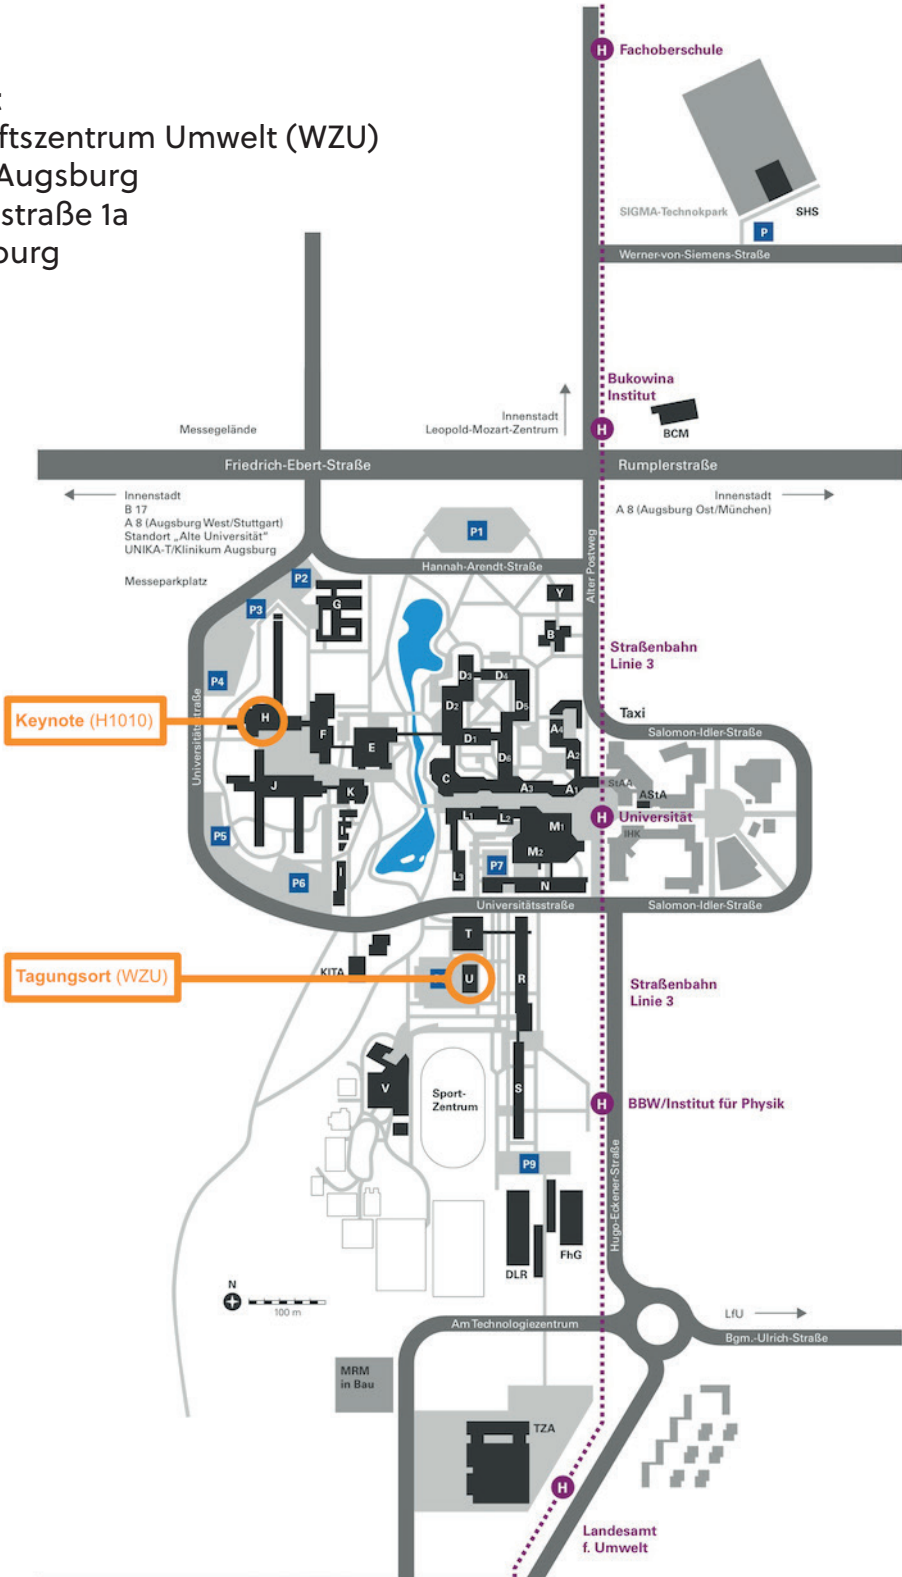 ftszentrum Umwelt (WZU)
Augsburg
straße 1a
burg
Fachoberschule
H
SIGMA-Technokpark
SHS
P
Werner-von-Siemens-Straße
Bukowina
Institut
Innenstadt
Leopold-Mozart-Zentrum
H
BCM
Messegelände
Friedrich-Ebert-Straße
Rumplerstraße
Innenstadt
B 17
A 8 (Augsburg West/Stuttgart)
Standort „Alte Universität"
UNIKA-T/Klinikum Augsburg
Messeparkplatz
Innenstadt
A 8 (Augsburg Ost/München)
P1
Hannah-Arendt-Straße
Alter Postweg
P2
P3
G
Y
B
Straßenbahn
Linie 3
P4
D3
D4
D2
D5
Keynote (H1010)
H
F
E
D1
D6
A4
A2
Taxi
Salomon-Idler-Straße
Universitätsstraße
J
K
C
A3
A1
StAA
AStA
L1
L2
M1
H
Universität
IHK
P5
M2
P7
P6
I
L3
N
Universitätsstraße
Salomon-Idler-Straße
T
Tagungsort (WZU)
KITA
U
R
Straßenbahn
Linie 3
V
Sport-
Zentrum
S
H
BBW/Institut für Physik
P9
Hugo-Eckener-Straße
DLR
FhG
N
100 m
LfU
Am Technologiezentrum
Bgm.-Ulrich-Straße
MRM
in Bau
TZA
H
Landesamt
f. Umwelt